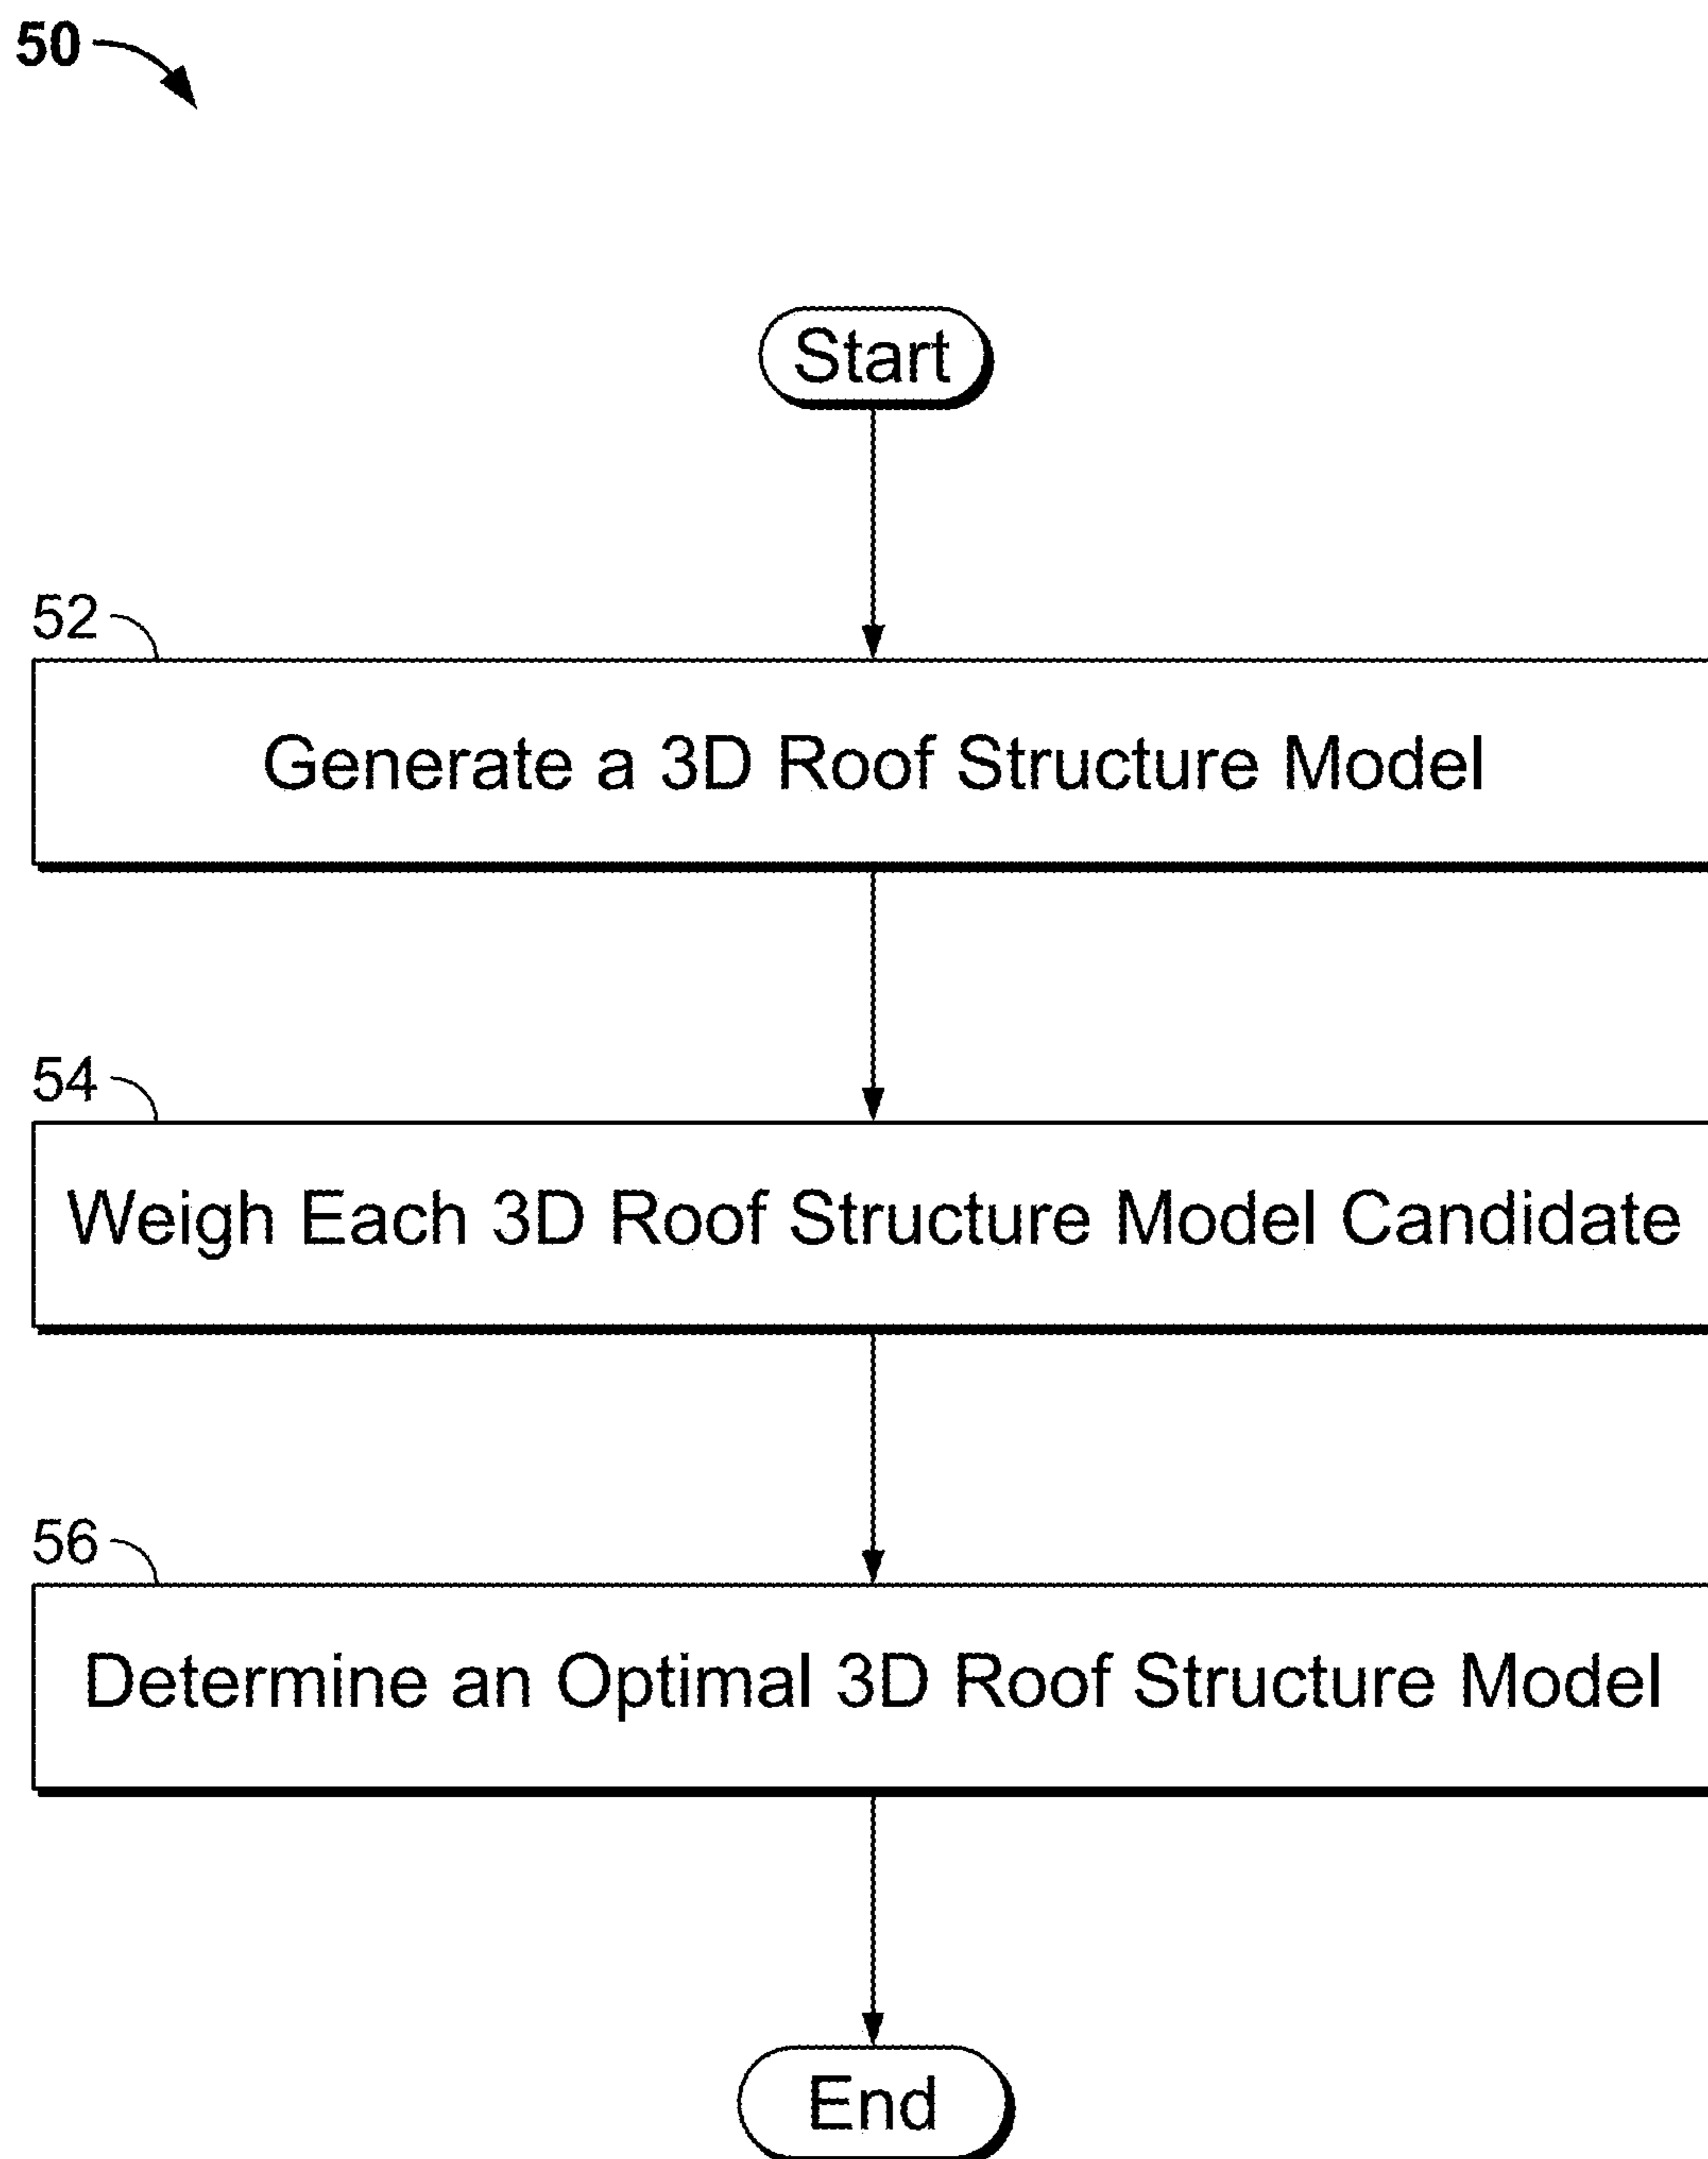 50
Start
52
Generate a 3D Roof Structure Model
54
Weigh Each 3D Roof Structure Model Candidate
56
Determine an Optimal 3D Roof Structure Model
End